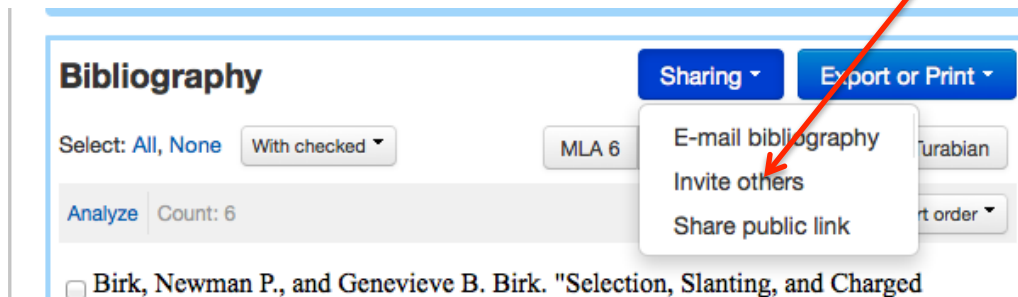 Bibliography Sharing Export or Print
Select: All, None With checked MLA 6 Turabian
E-mail bibliography
Invite others
Share public link
Analyze Count: 6 order
Birk, Newman P., and Genevieve B. Birk. "Selection, Slanting, and Charged